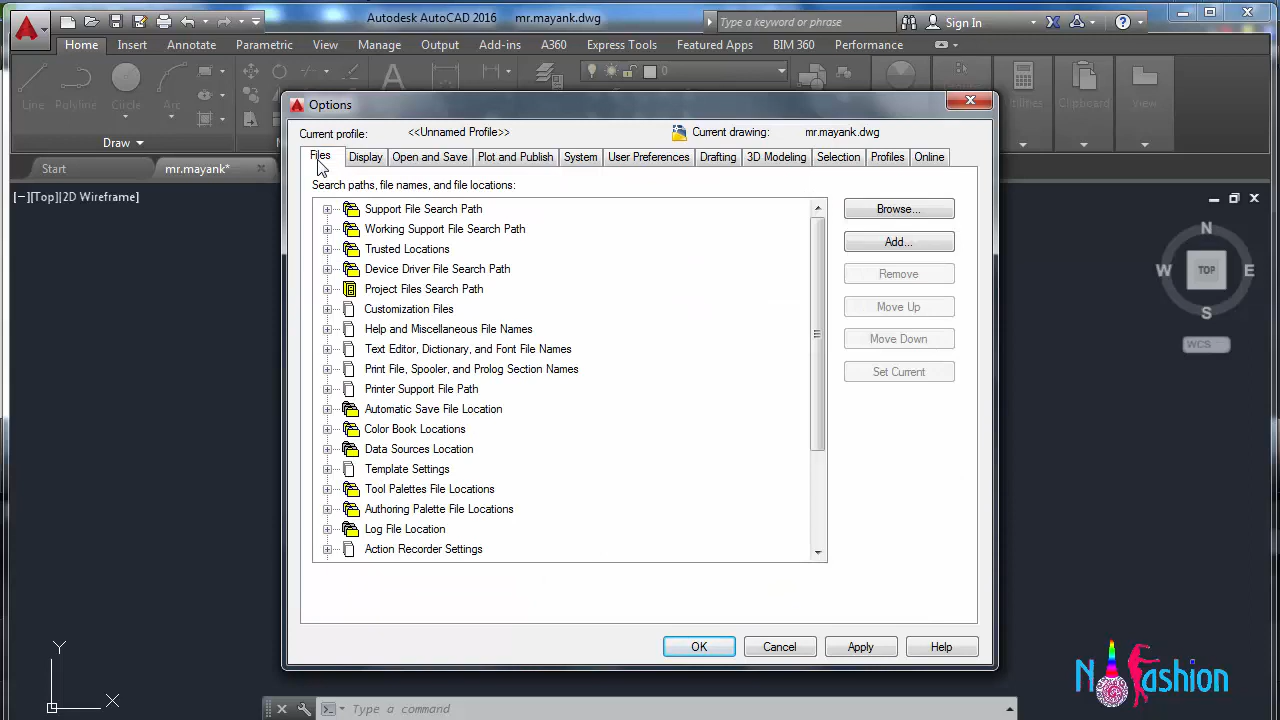 Autodesk AutoCAD 2016 mr.mayank.dwg
Type a keyword or phrase
Sign In
Home Insert Annotate Parametric View Manage Output Add-ins A360 Express Tools Featured Apps BIM 360 Performance
0
Line Polyline Circle Arc Utilities Clipboard View
Draw
Start mr.mayank*
[−][Top][2D Wireframe]
Options
Current profile: <<Unnamed Profile>> Current drawing: mr.mayank.dwg
Files Display Open and Save Plot and Publish System User Preferences Drafting 3D Modeling Selection Profiles Online
Search paths, file names, and file locations:
Support File Search Path
Working Support File Search Path
Trusted Locations
Device Driver File Search Path
Project Files Search Path
Customization Files
Help and Miscellaneous File Names
Text Editor, Dictionary, and Font File Names
Print File, Spooler, and Prolog Section Names
Printer Support File Path
Automatic Save File Location
Color Book Locations
Data Sources Location
Template Settings
Tool Palettes File Locations
Authoring Palette File Locations
Log File Location
Action Recorder Settings
Browse...
Add...
Remove
Move Up
Move Down
Set Current
OK Cancel Apply Help
N
W TOP E
S
WCS
Y
X
Type a command
N Fashion